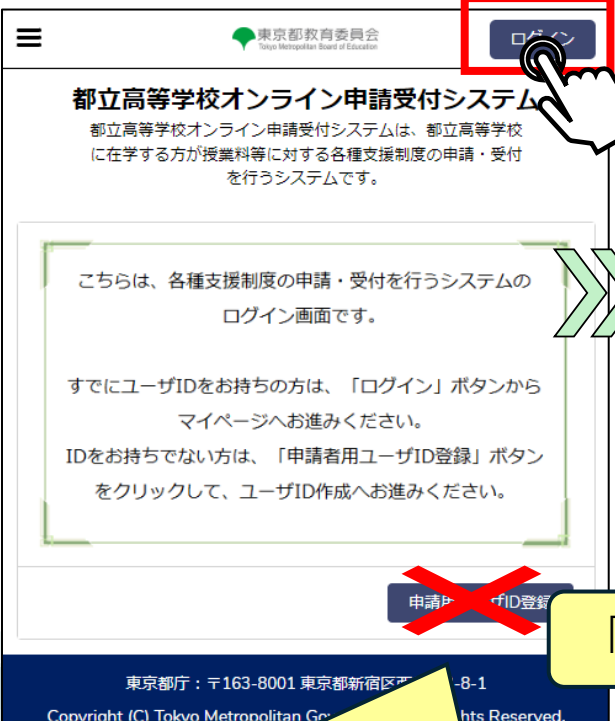 東京都教育委員会
Tokyo Metropolitan Board of Education
ログイン
都立高等学校オンライン申請受付システム
都立高等学校オンライン申請受付システムは、都立高等学校
に在学する方が授業料等に対する各種支援制度の申請・受付
を行うシステムです。
こちらは、各種支援制度の申請・受付を行うシステムの
ログイン画面です。
すでにユーザIDをお持ちの方は、「ログイン」ボタンから
マイページへお進みください。
IDをお持ちでない方は、「申請者用ユーザID登録」ボタン
をクリックして、ユーザID作成へお進みください。
申請 ザID登録
「
東京都庁：〒163-8001 東京都新宿区西 -8-1
Copyright (C) Tokyo Metropolitan Reserved.